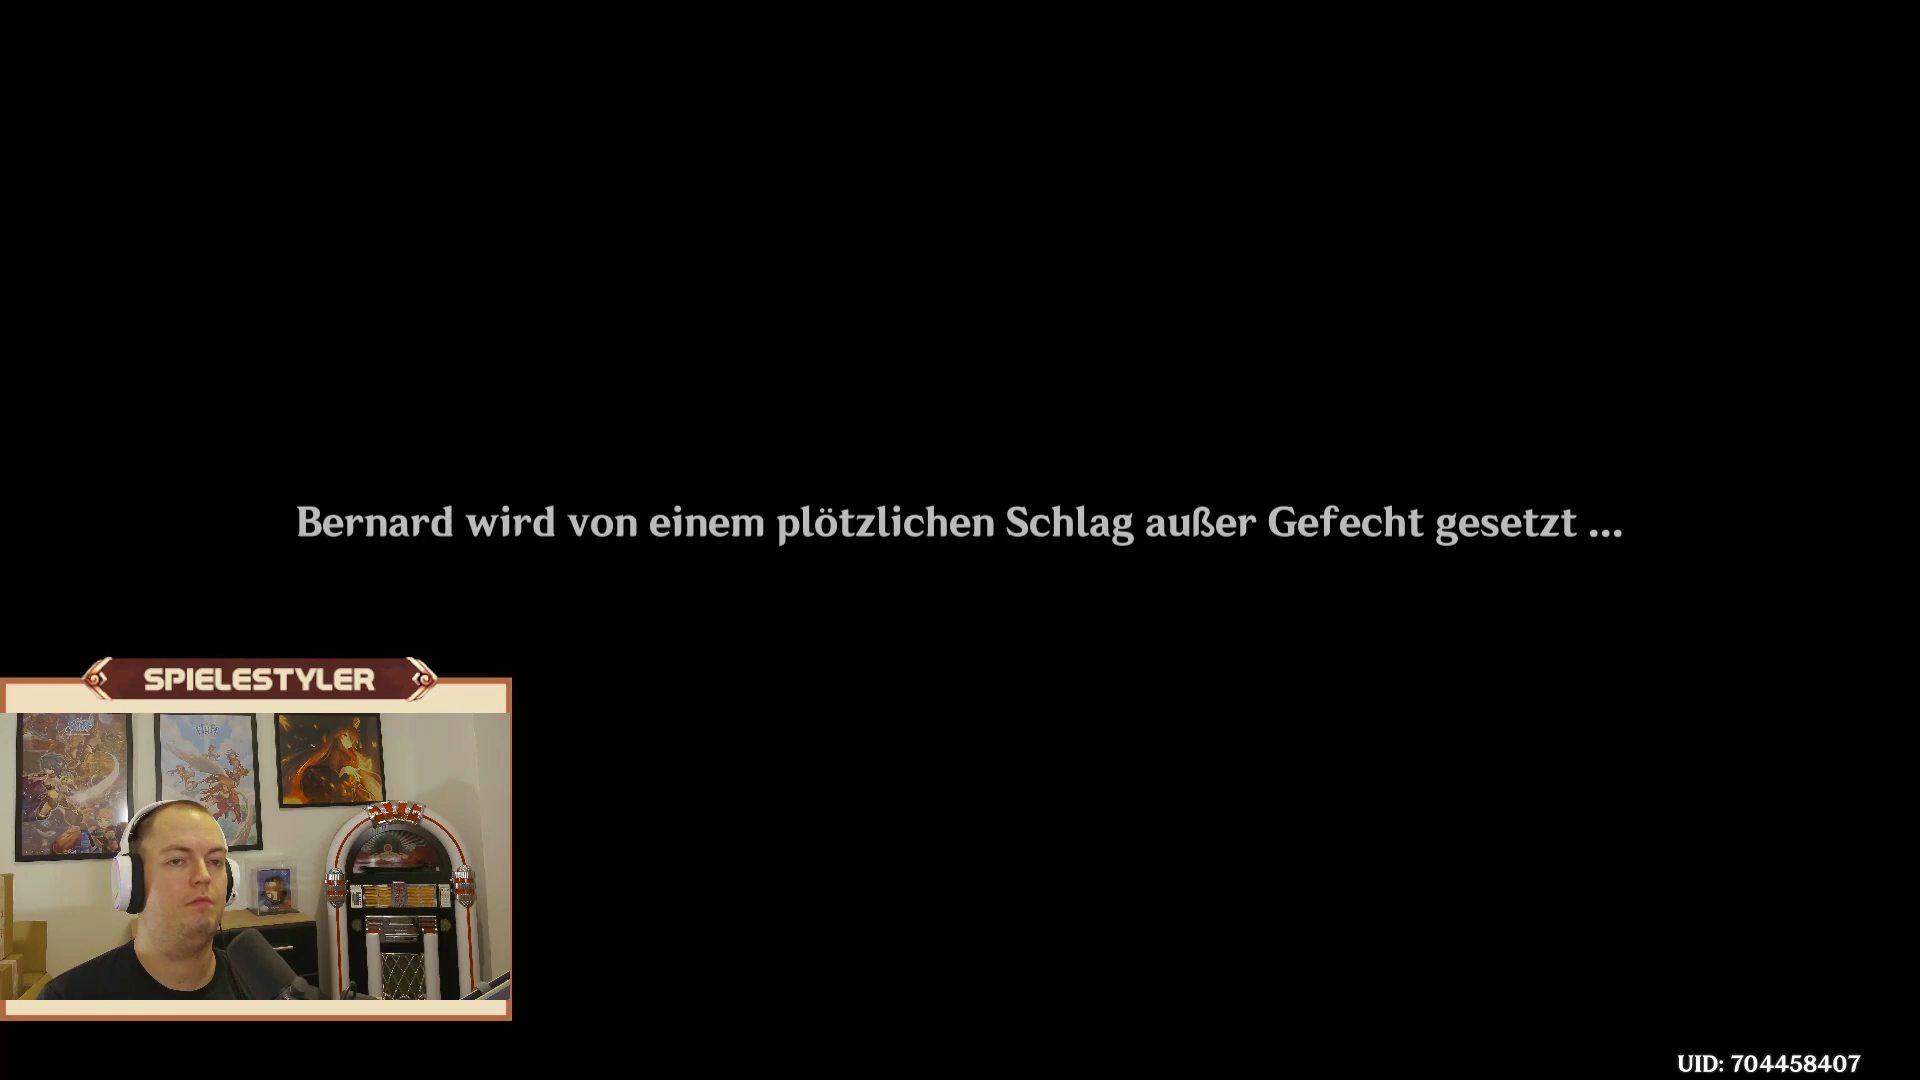 Bernard wird von einem plötzlichen Schlag außer Gefecht gesetzt ...
SPIELESTYLER
UID: 704458407